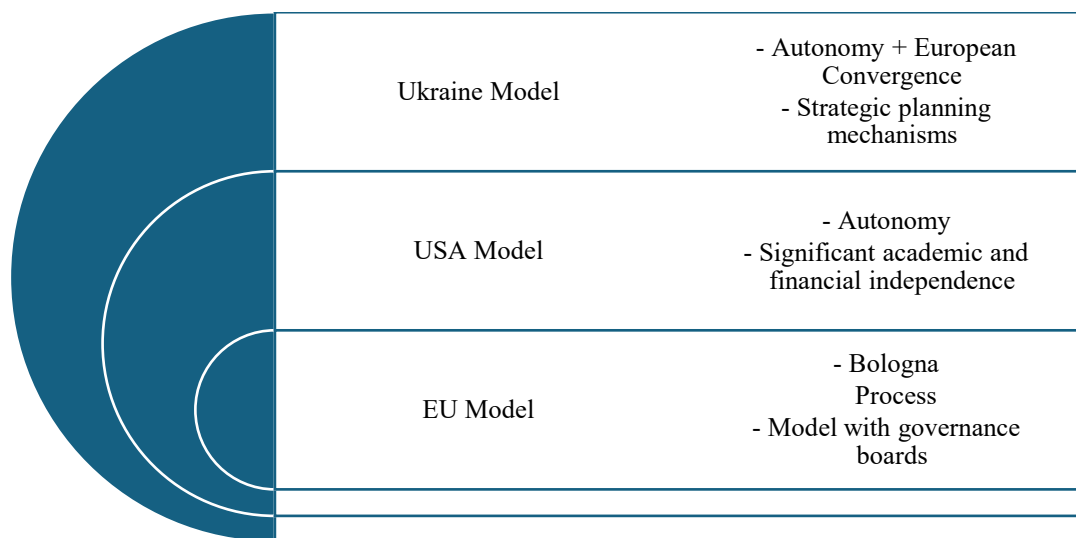 Ukraine Model
- Autonomy + European
Convergence
- Strategic planning
mechanisms
USA Model
- Autonomy
- Significant academic and
financial independence
EU Model
- Bologna
Process
- Model with governance
boards